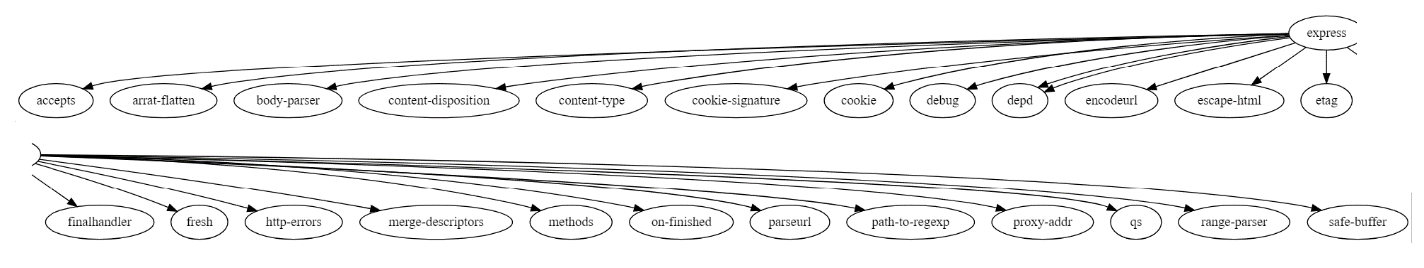 express
accepts arrat-flatten body-parser content-disposition content-type cookie-signature cookie debug depd encodeurl escape-html etag
finalhandler fresh http-errors merge-descriptors methods on-finished parseurl path-to-regexp proxy-addr qs range-parser safe-buffer